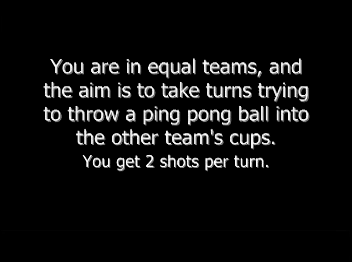 You are in equal teams, and
the aim is to take turns trying
to throw a ping pong ball into
the other team's cups.
You get 2 shots per turn.